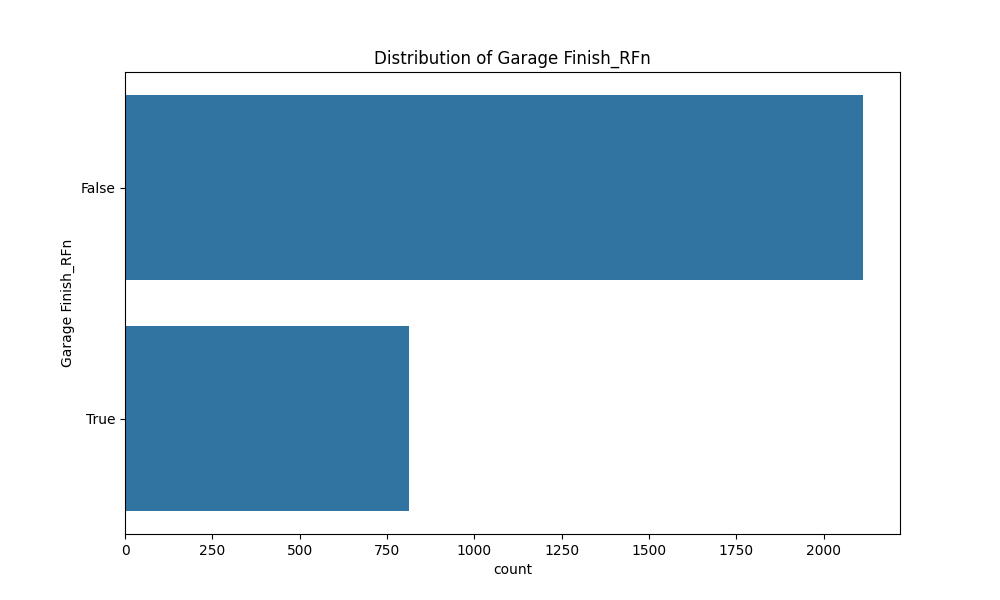 Distribution of Garage Finish_RFn
Garage Finish_RFn
False
True
0 250 500 750 1000 1250 1500 1750 2000
count